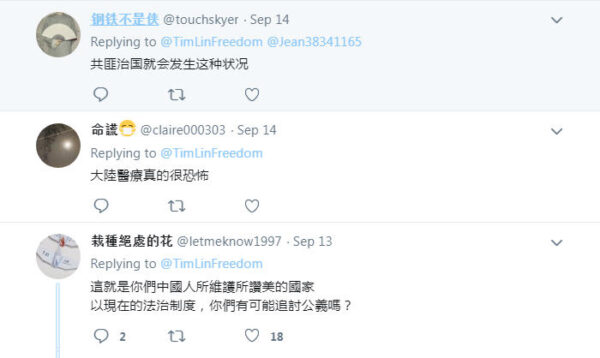 钢铁不是侠 @touchskyer · Sep 14
Replying to @TimLinFreedom @Jean38341165
共匪治国就会发生这种状况
命謊😷 @claire000303 · Sep 14
Replying to @TimLinFreedom
大陸醫療真的很恐怖
栽種絕處的花 @letmeknow1997 · Sep 13
Replying to @TimLinFreedom
這就是你們中國人所維護所讚美的國家
以現在的法治制度，你們有可能追討公義嗎？
2 18